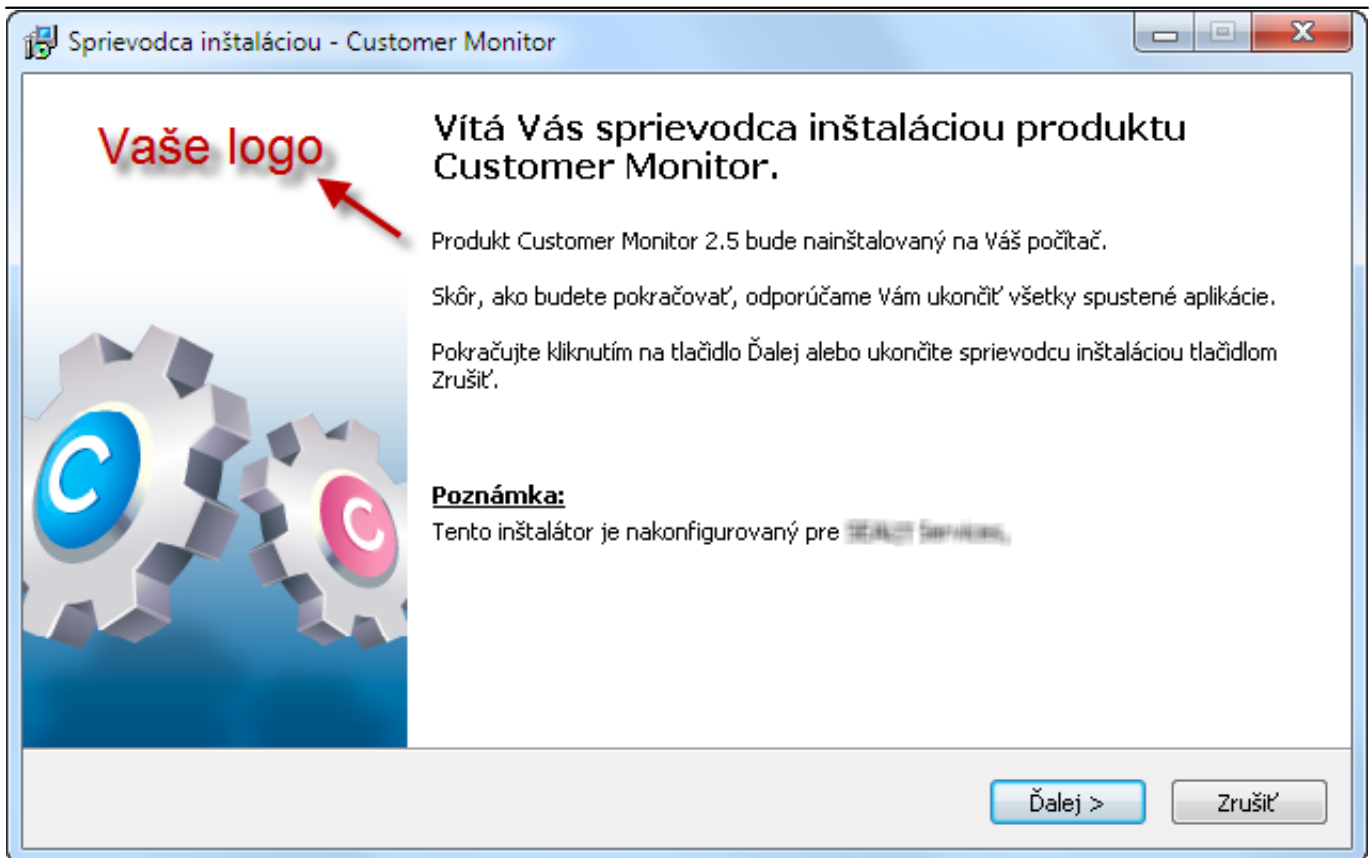 Sprievodca inštaláciou - Customer Monitor
Vaše logo
Vítá Vás sprievodca inštaláciou produktu
Customer Monitor.
Produkt Customer Monitor 2.5 bude nainštalovaný na Váš počítač.
Skôr, ako budete pokračovať, odporúčame Vám ukončiť všetky spustené aplikácie.
Pokračujte kliknutím na tlačidlo Ďalej alebo ukončite sprievodcu inštaláciou tlačidlom
Zrušiť.
Poznámka:
Tento inštalátor je nakonfigurovaný pre
C
C
Ďalej >
Zrušiť